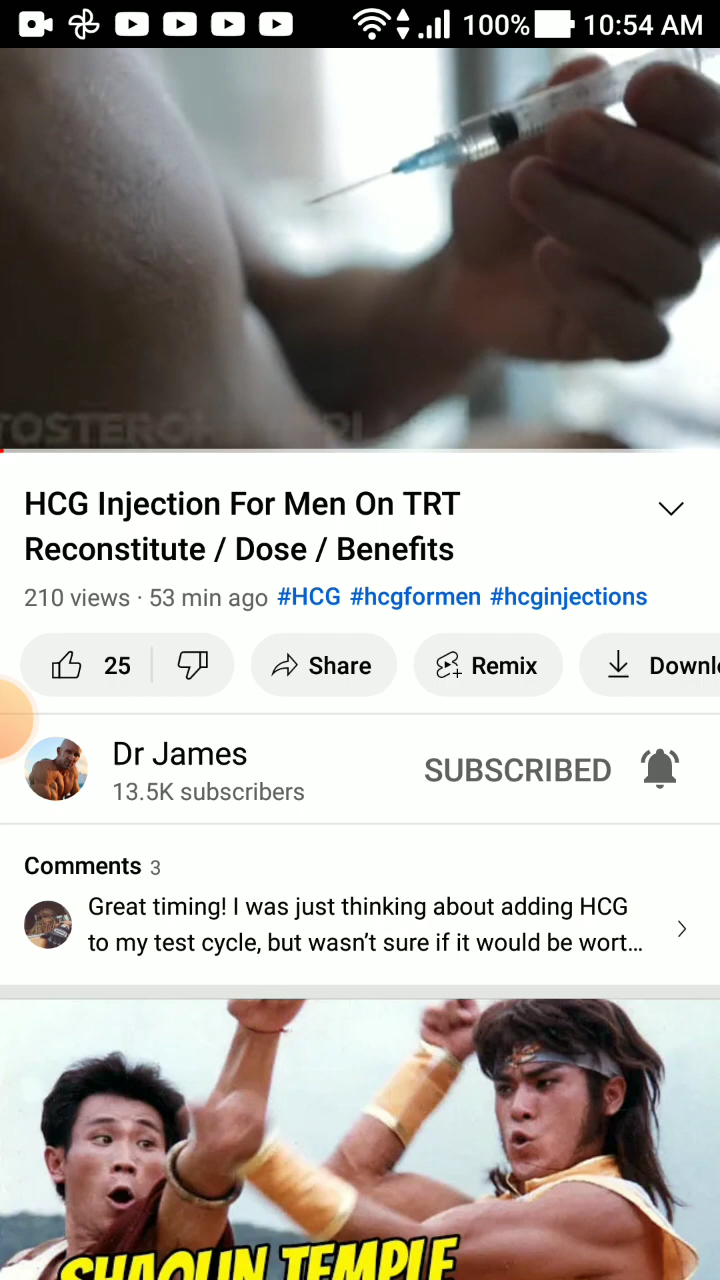 100% 10:54 AM
HCG Injection For Men On TRT
Reconstitute / Dose / Benefits
210 views · 53 min ago #HCG #hcgformen #hcginjections
25 Share Remix Downl
Dr James
SUBSCRIBED
13.5K subscribers
Comments 3
Great timing! I was just thinking about adding HCG
to my test cycle, but wasn’t sure if it would be wort...
SHAOLIN TEMPLE